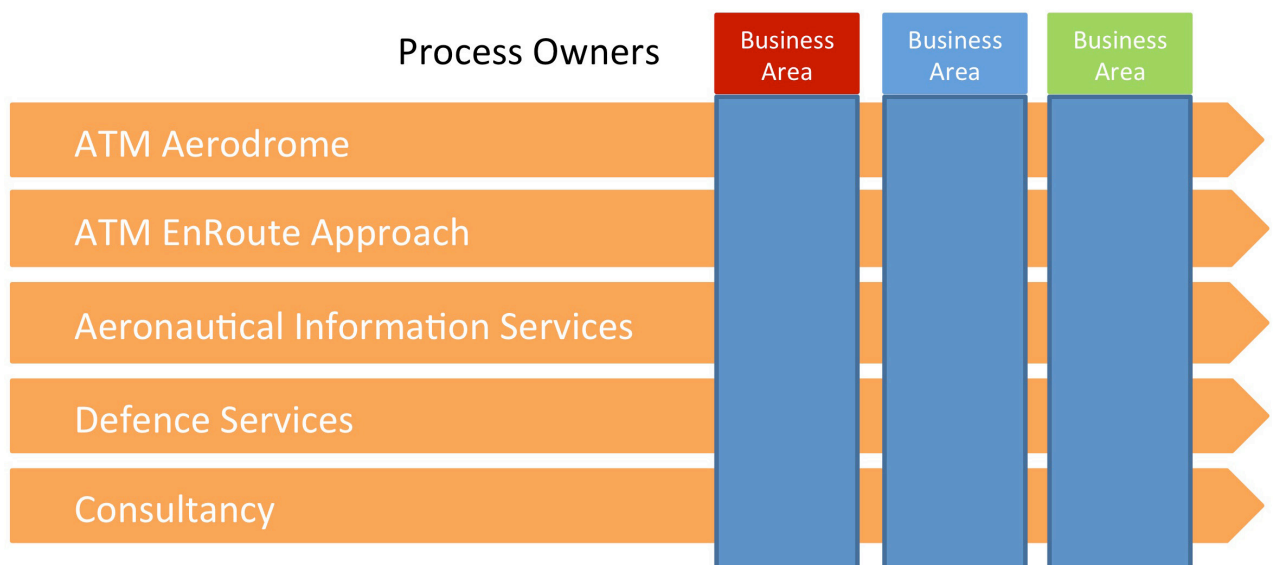 Process Owners
Business
Area
Business
Area
Business
Area
ATM Aerodrome
ATM EnRoute Approach
Aeronautical Information Services
Defence Services
Consultancy